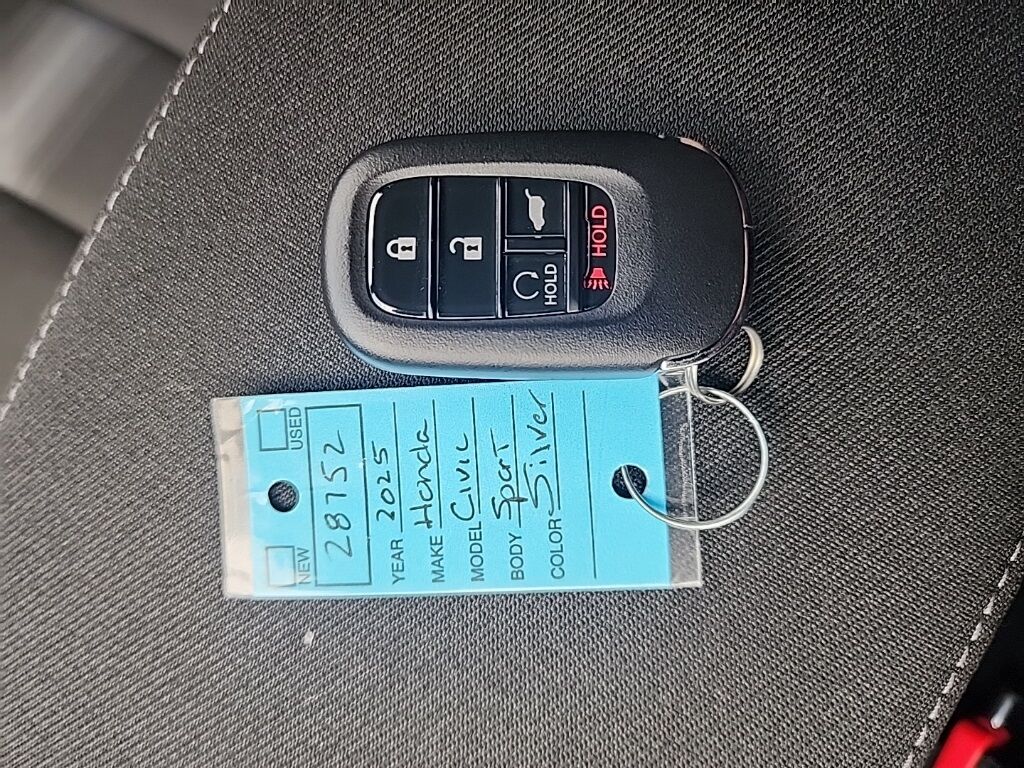 HOLD
HOLD
NEW USED
28752
YEAR 2025
MAKE Honda
MODEL Civic
BODY Sport
COLOR Silver